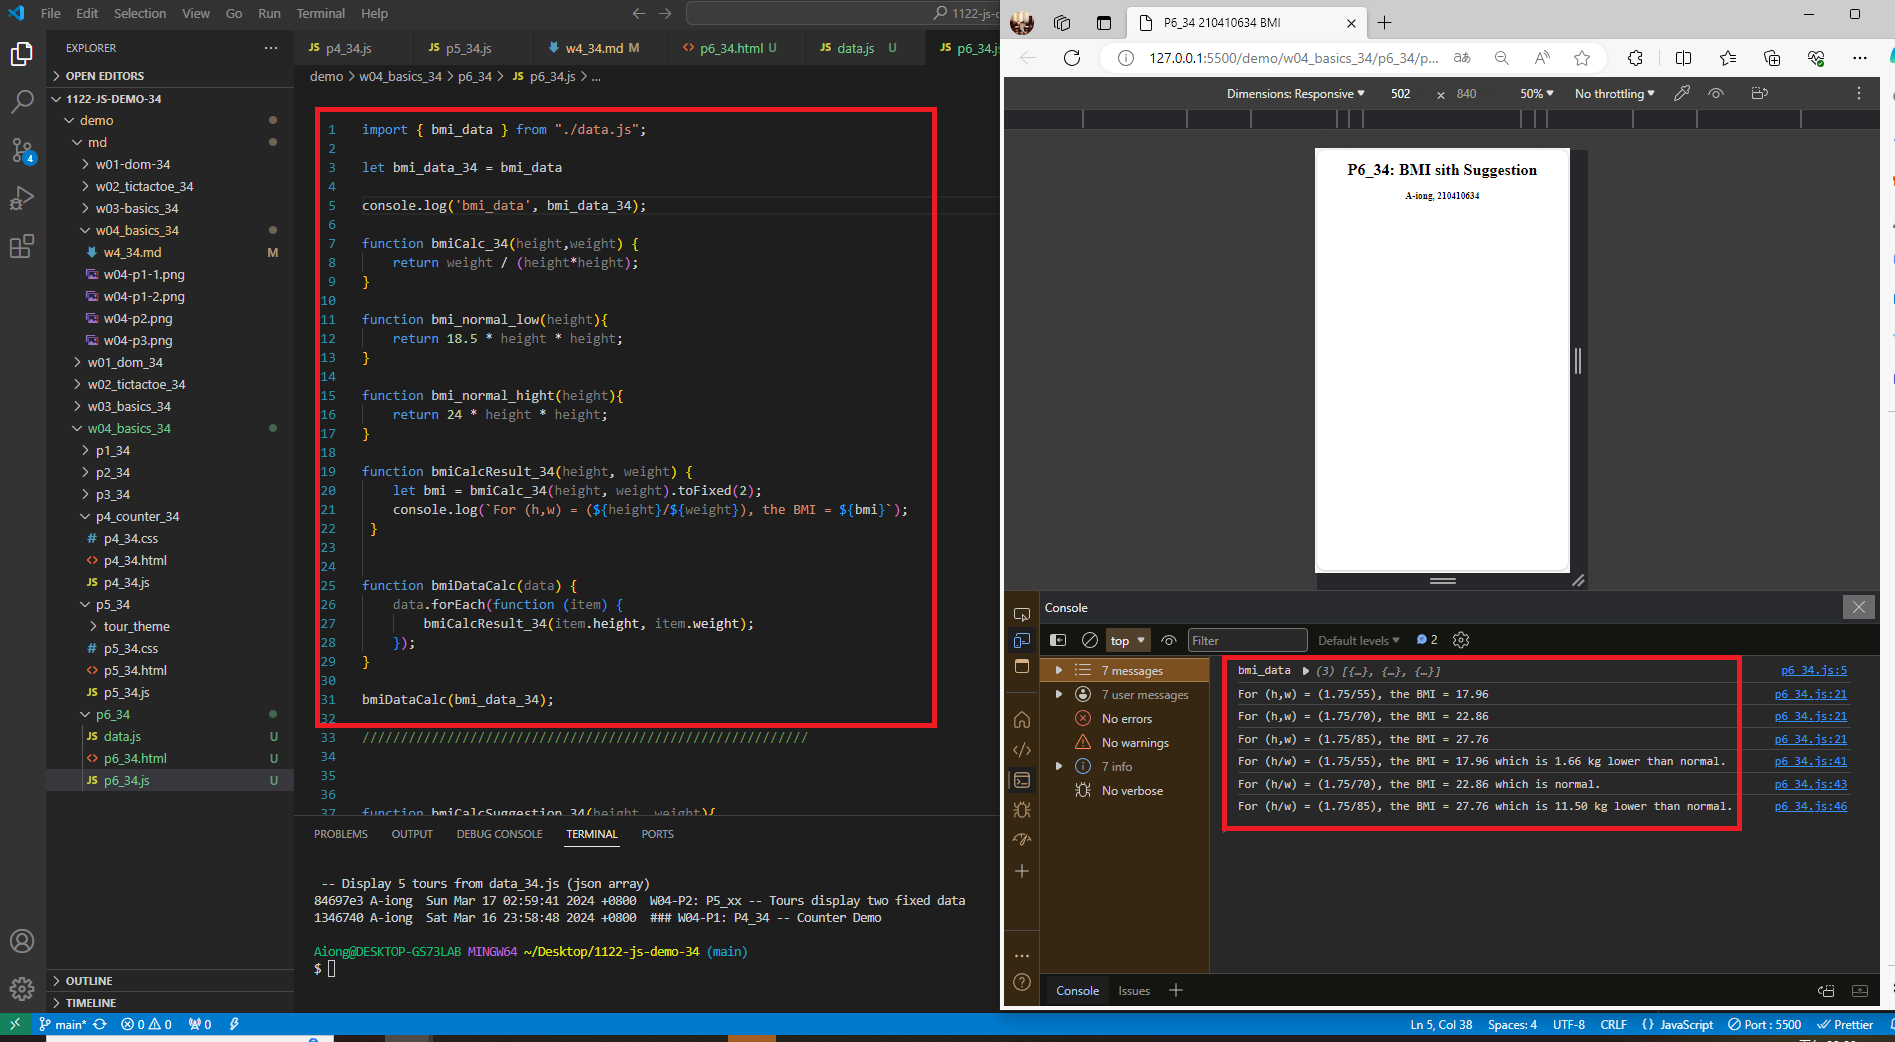 File Edit Selection View Go Run Terminal Help
1122-js-d
EXPLORER
OPEN EDITORS
1122-JS-DEMO-34
demo
md
w01-dom-34
w02_tictactoe_34
w03-basics_34
w04_basics_34
w4_34.md M
w04-p1-1.png
w04-p1-2.png
w04-p2.png
w04-p3.png
w01_dom_34
w02_tictactoe_34
w03_basics_34
w04_basics_34
p1_34
p2_34
p3_34
p4_counter_34
# p4_34.css
<> p4_34.html
JS p4_34.js
p5_34
tour_theme
# p5_34.css
<> p5_34.html
JS p5_34.js
p6_34
JS data.js U
<> p6_34.html U
JS p6_34.js U
OUTLINE
TIMELINE
4
JS p4_34.js JS p5_34.js w4_34.md M <> p6_34.html U JS data.js U JS p6_34.js
demo > w04_basics_34 > p6_34 > JS p6_34.js > ...
1 import { bmi_data } from "./data.js";
2
3 let bmi_data_34 = bmi_data
4
5 console.log('bmi_data', bmi_data_34);
6
7 function bmiCalc_34(height,weight) {
8 return weight / (height*height);
9 }
10
11 function bmi_normal_low(height){
12 return 18.5 * height * height;
13 }
14
15 function bmi_normal_hight(height){
16 return 24 * height * height;
17 }
18
19 function bmiCalcResult_34(height, weight) {
20 let bmi = bmiCalc_34(height, weight).toFixed(2);
21 console.log(`For (h,w) = (${height}/${weight}), the BMI = ${bmi}`);
22 }
23
24
25 function bmiDataCalc(data) {
26 data.forEach(function (item) {
27 bmiCalcResult_34(item.height, item.weight);
28 });
29 }
30
31 bmiDataCalc(bmi_data_34);
32
33 //////////////////////////////////////////////////////////
34
35
36
37 function bmiCalcSuggestion_34(height, weight){
PROBLEMS OUTPUT DEBUG CONSOLE TERMINAL PORTS
-- Display 5 tours from data_34.js (json array)
84697e3 A-iong Sun Mar 17 02:59:41 2024 +0800 W04-P2: P5_xx -- Tours display two fixed data
1346740 A-iong Sat Mar 16 23:58:48 2024 +0800 ### W04-P1: P4_34 -- Counter Demo
Aiong@DESKTOP-GS73LAB MINGW64 ~/Desktop/1122-js-demo-34 (main)
$
main* 0 0 0 Ln 5, Col 38 Spaces: 4 UTF-8 CRLF {} JavaScript Port : 5500 Prettier
P6_34 210410634 BMI
127.0.0.1:5500/demo/w04_basics_34/p6_34/p...
Dimensions: Responsive 502 × 840 50% No throttling
P6_34: BMI sith Suggestion
A-iong, 210410634
Console
top Filter Default levels 2
7 messages
7 user messages
No errors
No warnings
7 info
No verbose
bmi_data (3) [{…}, {…}, {…}] p6_34.js:5
For (h,w) = (1.75/55), the BMI = 17.96 p6_34.js:21
For (h,w) = (1.75/70), the BMI = 22.86 p6_34.js:21
For (h,w) = (1.75/85), the BMI = 27.76 p6_34.js:21
For (h/w) = (1.75/55), the BMI = 17.96 which is 1.66 kg lower than normal. p6_34.js:41
For (h/w) = (1.75/70), the BMI = 22.86 which is normal. p6_34.js:43
For (h/w) = (1.75/85), the BMI = 27.76 which is 11.50 kg lower than normal. p6_34.js:46
Console Issues